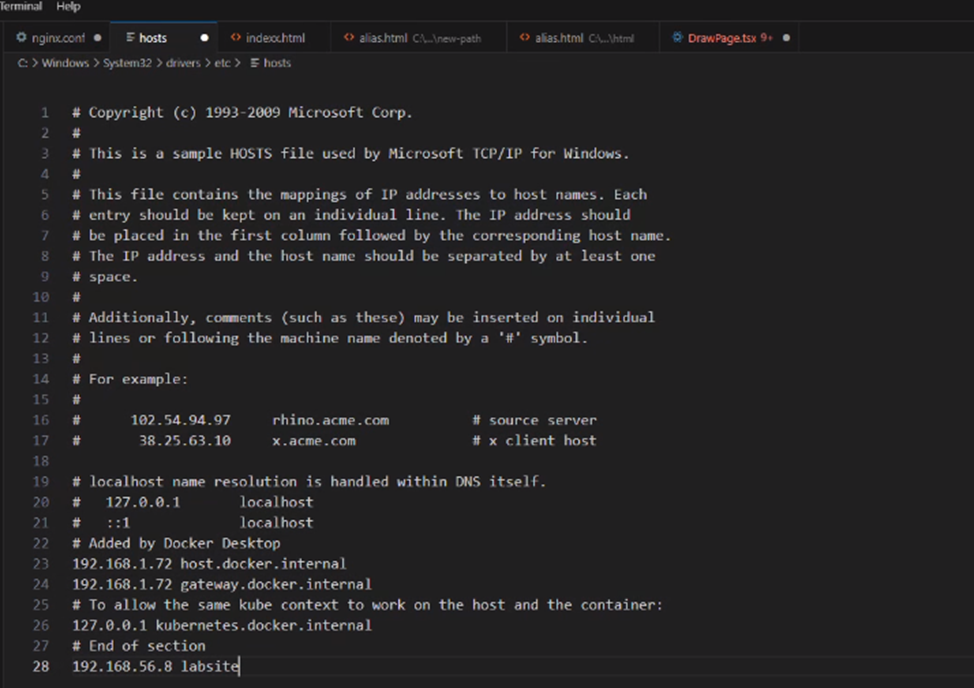 Terminal Help
nginx.conf hosts indexx.html alias.html C:\...\new-path alias.html C:\...\html DrawPage.tsx 9+
C: > Windows > System32 > drivers > etc > hosts
1 # Copyright (c) 1993-2009 Microsoft Corp.
2 #
3 # This is a sample HOSTS file used by Microsoft TCP/IP for Windows.
4 #
5 # This file contains the mappings of IP addresses to host names. Each
6 # entry should be kept on an individual line. The IP address should
7 # be placed in the first column followed by the corresponding host name.
8 # The IP address and the host name should be separated by at least one
9 # space.
10 #
11 # Additionally, comments (such as these) may be inserted on individual
12 # lines or following the machine name denoted by a '#' symbol.
13 #
14 # For example:
15 #
16 # 102.54.94.97 rhino.acme.com # source server
17 # 38.25.63.10 x.acme.com # x client host
18
19 # localhost name resolution is handled within DNS itself.
20 # 127.0.0.1 localhost
21 # ::1 localhost
22 # Added by Docker Desktop
23 192.168.1.72 host.docker.internal
24 192.168.1.72 gateway.docker.internal
25 # To allow the same kube context to work on the host and the container:
26 127.0.0.1 kubernetes.docker.internal
27 # End of section
28 192.168.56.8 labsite